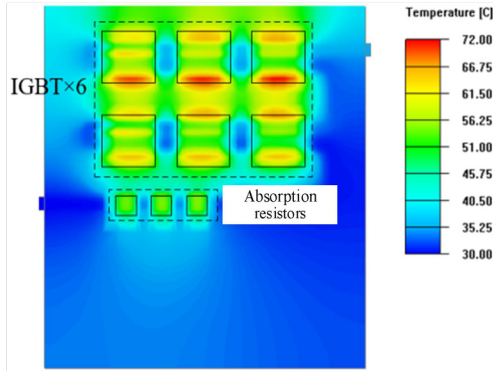 Temperature [C]
72.00
66.75
61.50
56.25
51.00
45.75
40.50
35.25
30.00
IGBT×6
Absorption
resistors